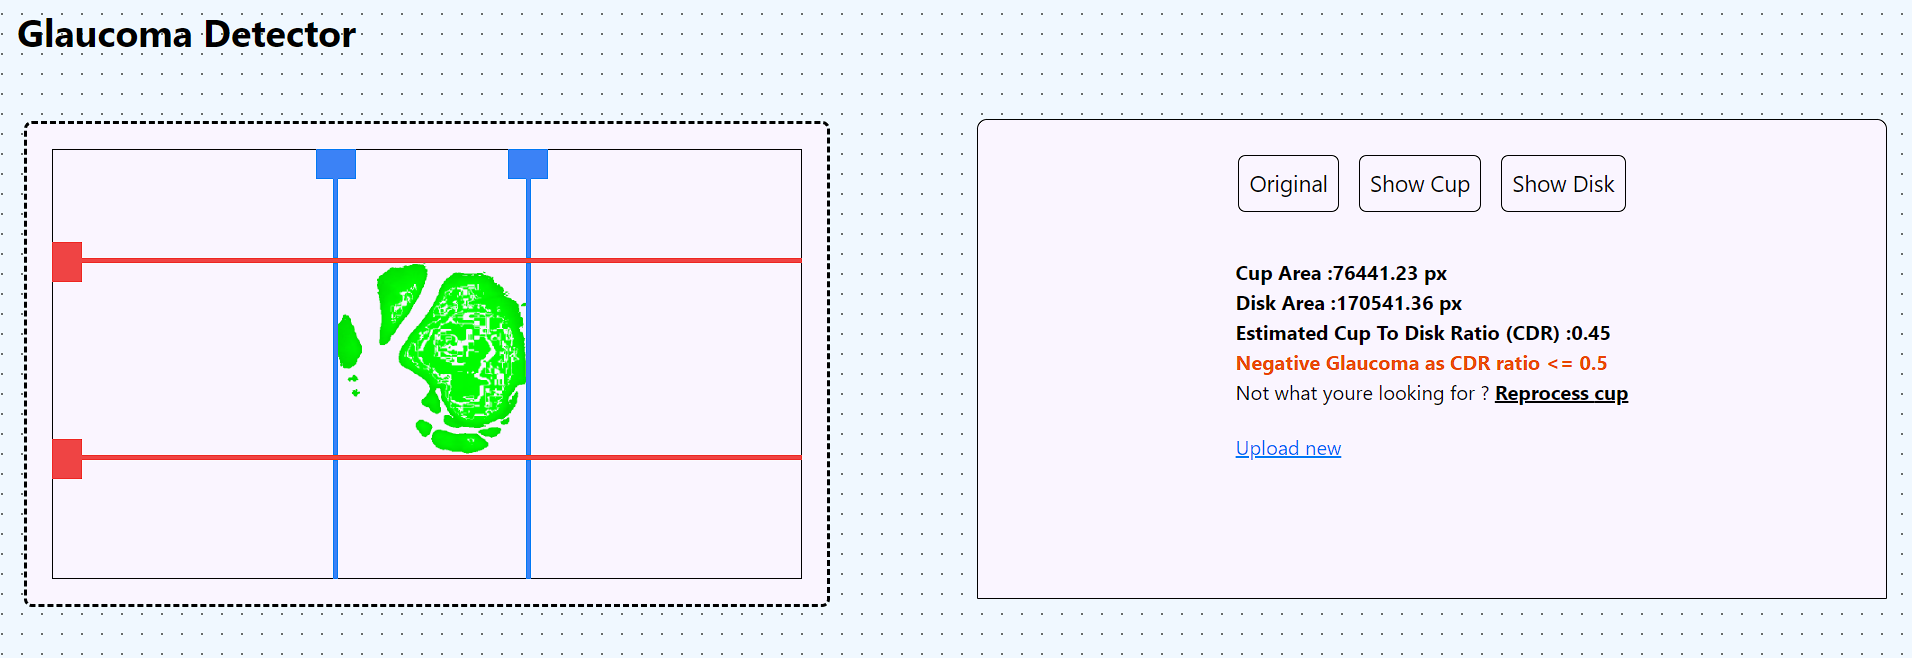 Glaucoma Detector
Original Show Cup Show Disk
Cup Area :76441.23 px
Disk Area :170541.36 px
Estimated Cup To Disk Ratio (CDR) :0.45
Negative Glaucoma as CDR ratio <= 0.5
Not what youre looking for ? Reprocess cup
Upload new